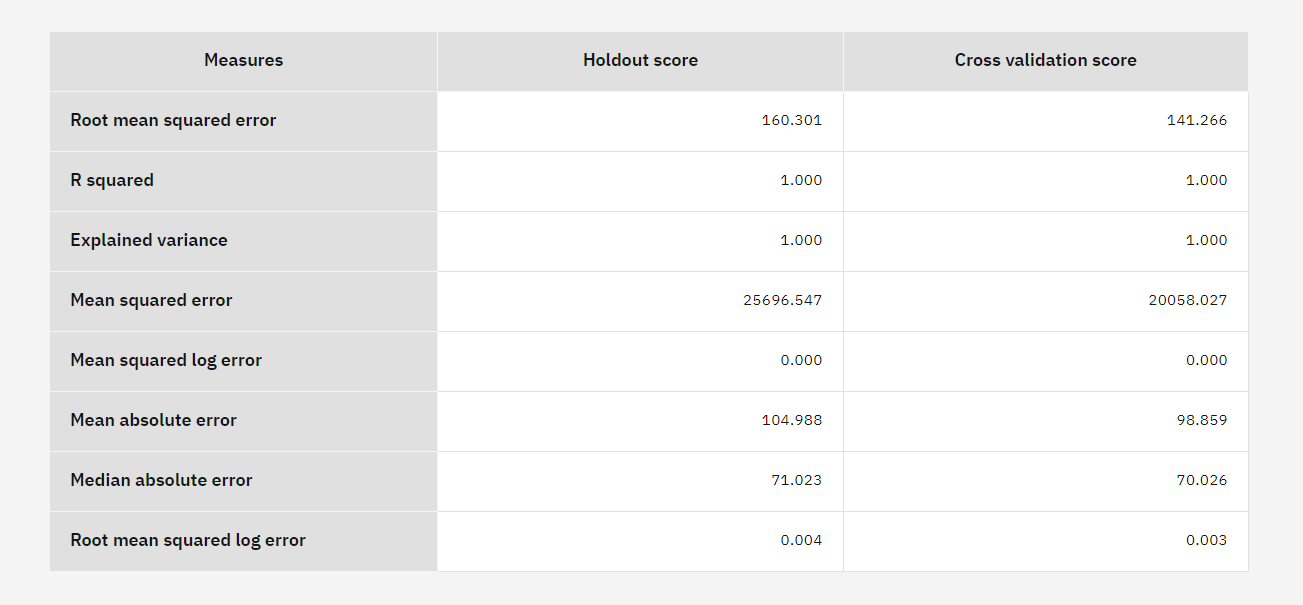 Measures Holdout score Cross validation score
Root mean squared error 160.301 141.266
R squared 1.000 1.000
Explained variance 1.000 1.000
Mean squared error 25696.547 20058.027
Mean squared log error 0.000 0.000
Mean absolute error 104.988 98.859
Median absolute error 71.023 70.026
Root mean squared log error 0.004 0.003